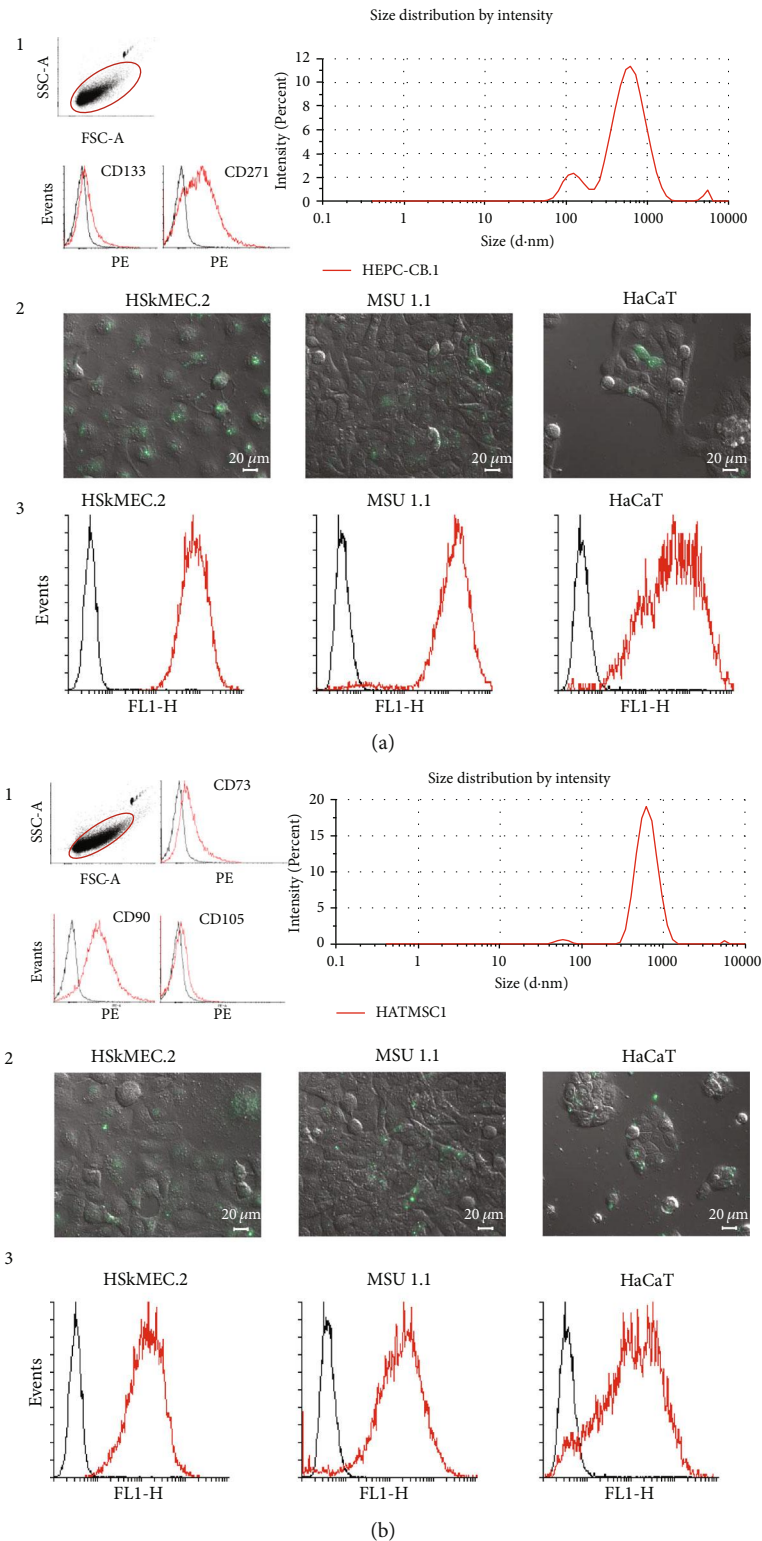 Size distribution by intensity
1
SSC-A
FSC-A
CD133
CD271
Events
PE
PE
Intensity (Percent)
12
10
8
6
4
2
0
0.1
1
10
100
1000
10000
Size (d·nm)
HEPC-CB.1
2
HSkMEC.2
MSU 1.1
HaCaT
20 μm
20 μm
20 μm
3
HSkMEC.2
MSU 1.1
HaCaT
Events
FL1-H
FL1-H
FL1-H
(a)
1
SSC-A
FSC-A
CD73
PE
CD90
CD105
Evants
PE
PE
Size distribution by intensity
Intensity (Percent)
20
15
10
5
0
0.1
1
10
100
1000
10000
Size (d·nm)
HATMSC1
2
HSkMEC.2
MSU 1.1
HaCaT
20 μm
20 μm
20 μm
3
HSkMEC.2
MSU 1.1
HaCaT
Events
FL1-H
FL1-H
FL1-H
(b)